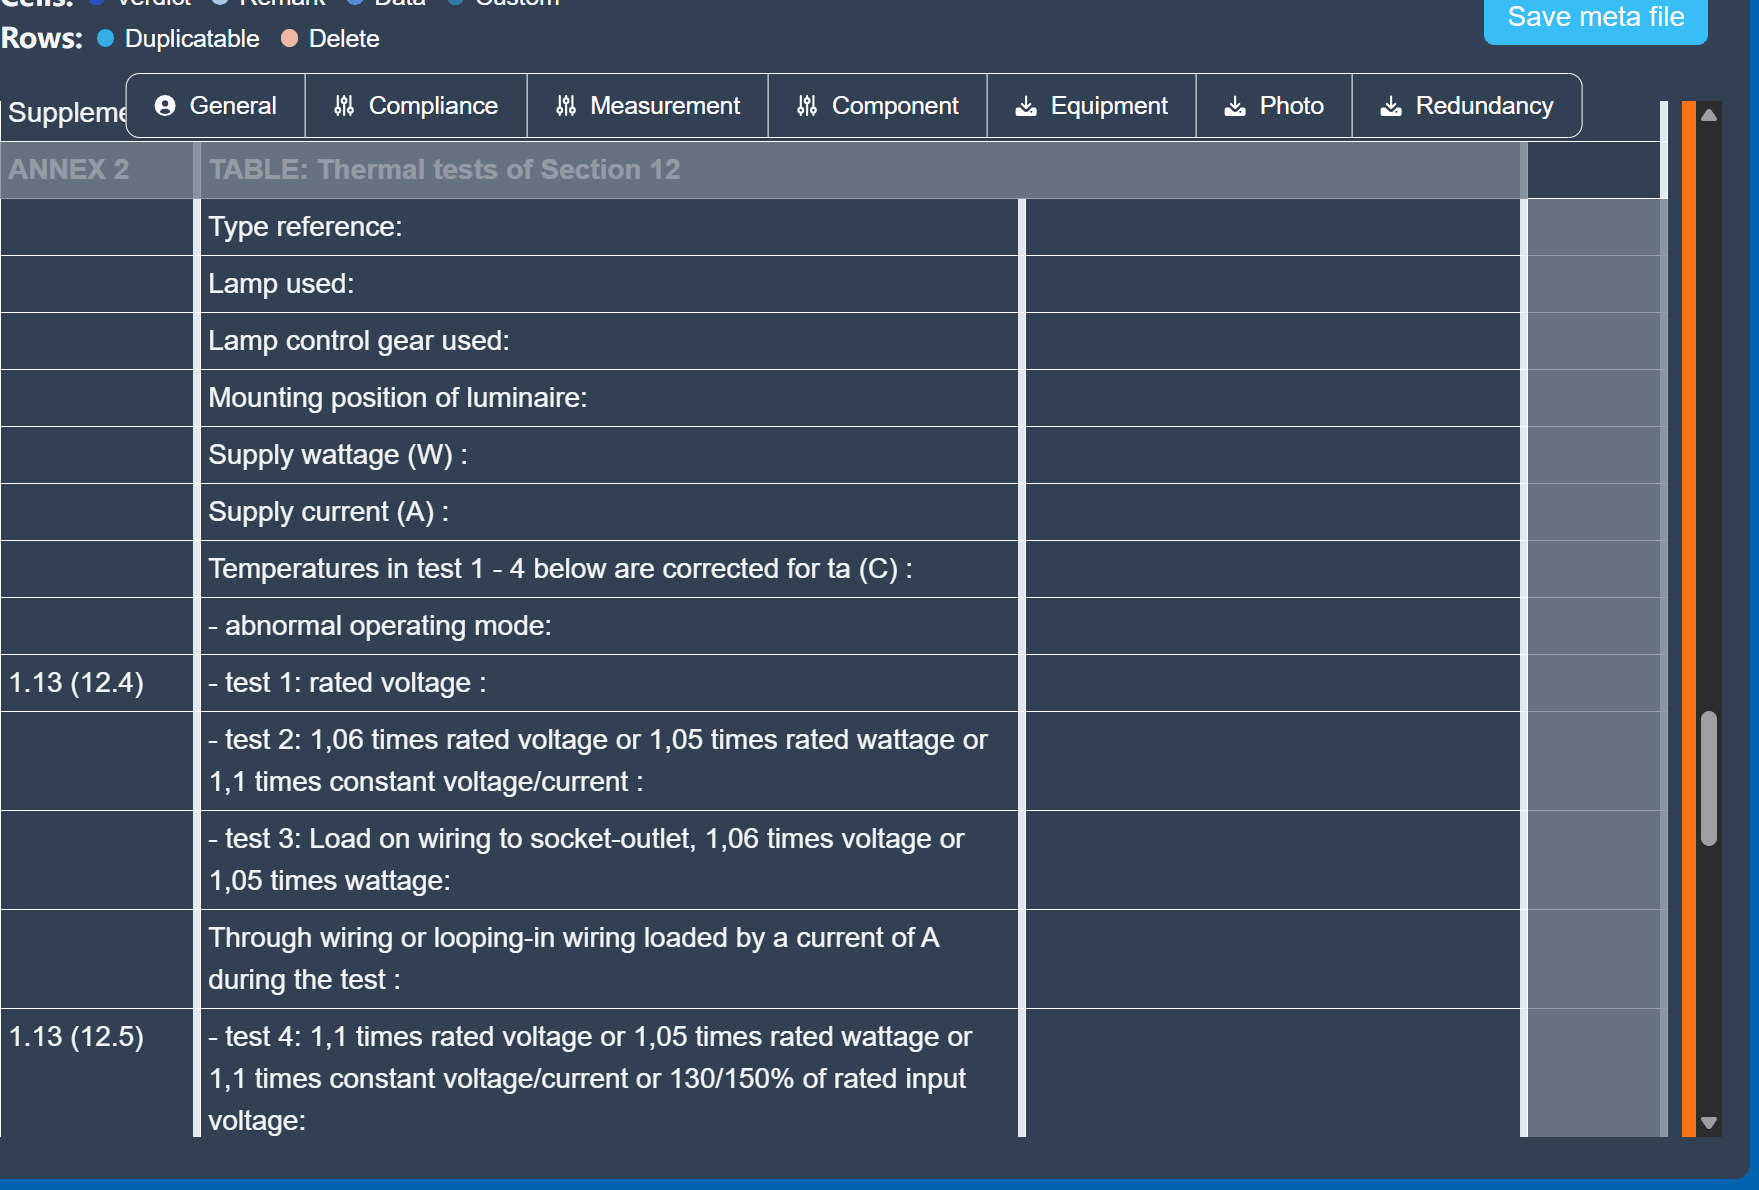 Cells: Verdict Remark Data Custom
Rows: Duplicatable Delete
Save meta file
General Compliance Measurement Component Equipment Photo Redundancy
ANNEX 2 TABLE: Thermal tests of Section 12
Type reference:
Lamp used:
Lamp control gear used:
Mounting position of luminaire:
Supply wattage (W) :
Supply current (A) :
Temperatures in test 1 - 4 below are corrected for ta (C) :
- abnormal operating mode:
1.13 (12.4) - test 1: rated voltage :
- test 2: 1,06 times rated voltage or 1,05 times rated wattage or
1,1 times constant voltage/current :
- test 3: Load on wiring to socket-outlet, 1,06 times voltage or
1,05 times wattage:
Through wiring or looping-in wiring loaded by a current of A
during the test :
1.13 (12.5) - test 4: 1,1 times rated voltage or 1,05 times rated wattage or
1,1 times constant voltage/current or 130/150% of rated input
voltage: